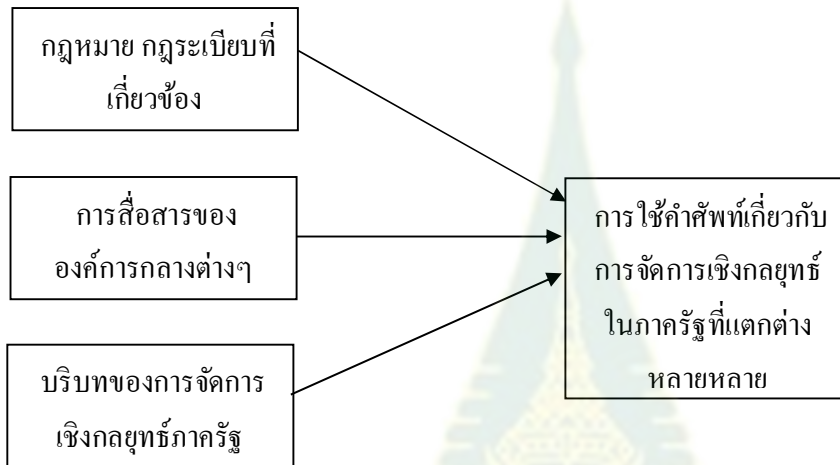 กฎหมาย กฎระเบียบที่
เกี่ยวข้อง
การสื่อสารของ
องค์การกลางต่างๆ
บริบทของการจัดการ
เชิงกลยุทธ์ภาครัฐ
การใช้คำศัพท์เกี่ยวกับ
การจัดการเชิงกลยุทธ์
ในภาครัฐที่แตกต่าง
หลายหลาย